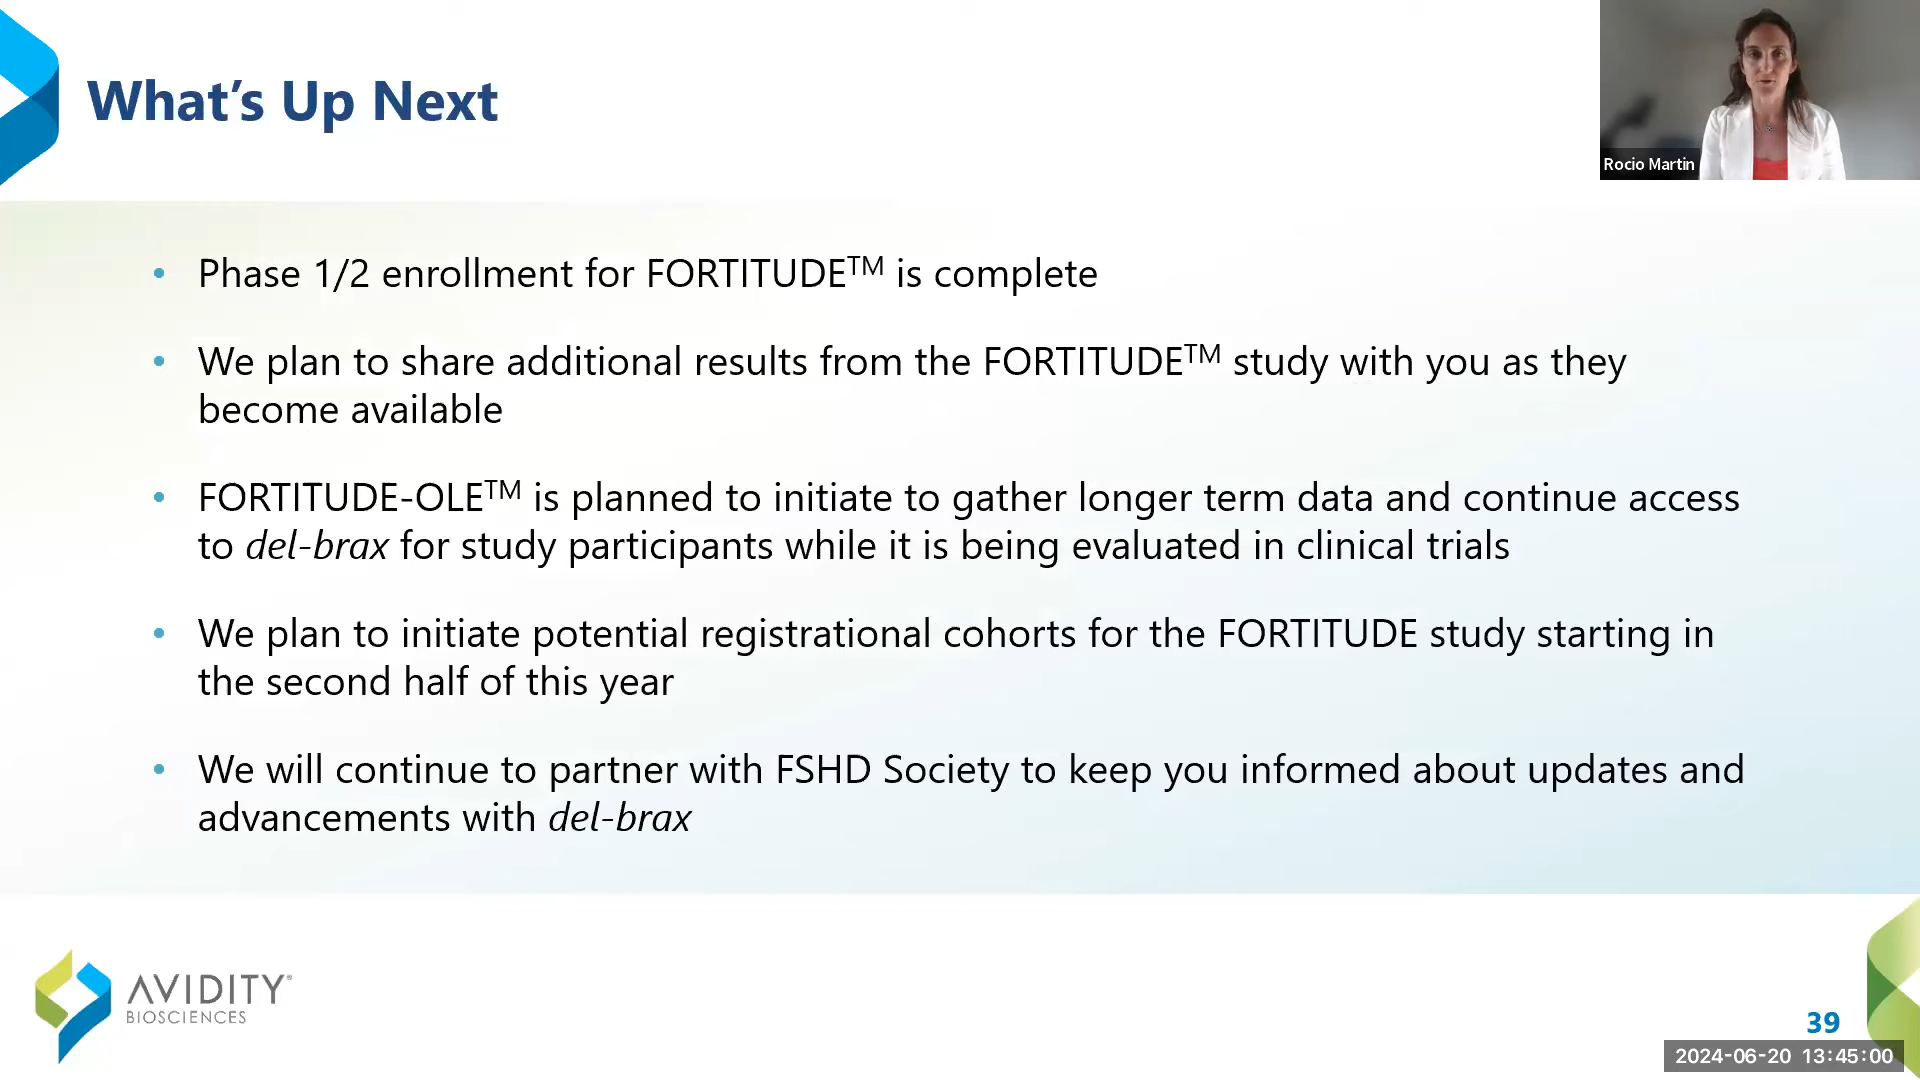 What's Up Next
Rocio Martin
• Phase 1/2 enrollment for FORTITUDE™ is complete
• We plan to share additional results from the FORTITUDE™ study with you as they
become available
• FORTITUDE-OLE™ is planned to initiate to gather longer term data and continue access
to del-brax for study participants while it is being evaluated in clinical trials
• We plan to initiate potential registrational cohorts for the FORTITUDE study starting in
the second half of this year
• We will continue to partner with FSHD Society to keep you informed about updates and
advancements with del-brax
AVIDITY®
BIOSCIENCES
39
2024-06-20 13:45:00